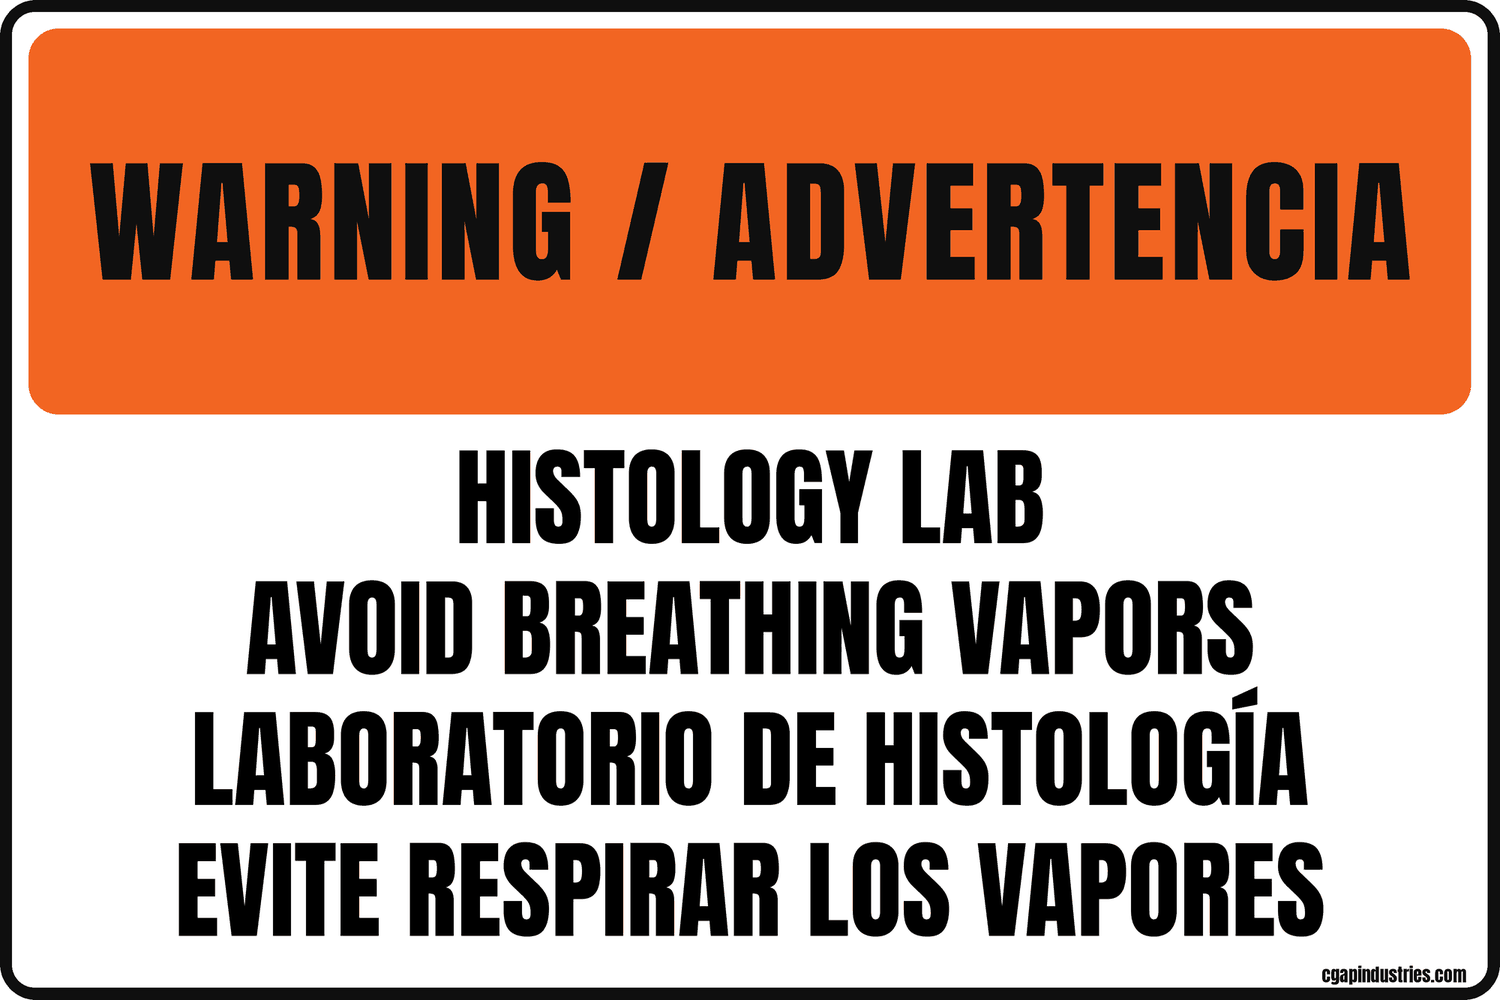 WARNING / ADVERTENCIA
HISTOLOGY LAB
AVOID BREATHING VAPORS
LABORATORIO DE HISTOLOGÍA
EVITE RESPIRAR LOS VAPORES
cgapindustries.com